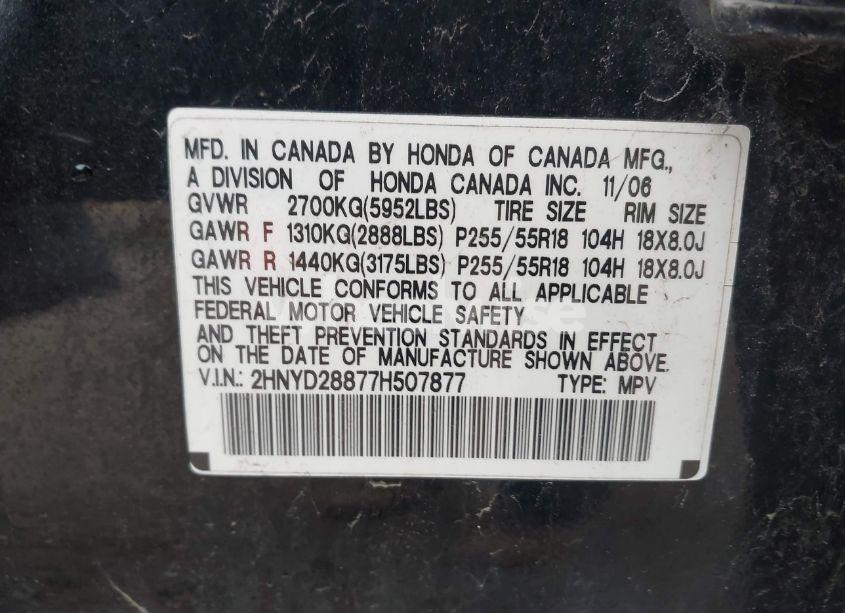 MFD. IN CANADA BY HONDA OF CANADA MFG.,
A DIVISION OF HONDA CANADA INC. 11/06
GVWR 2700KG(5952LBS) TIRE SIZE RIM SIZE
GAWR F 1310KG(2888LBS) P255/55R18 104H 18X8.0J
GAWR R 1440KG(3175LBS) P255/55R18 104H 18X8.0J
THIS VEHICLE CONFORMS TO ALL APPLICABLE
FEDERAL MOTOR VEHICLE SAFETY
AND THEFT PREVENTION STANDARDS IN EFFECT
ON THE DATE OF MANUFACTURE SHOWN ABOVE.
V.I.N.: 2HNYD28877H507877 TYPE: MPV